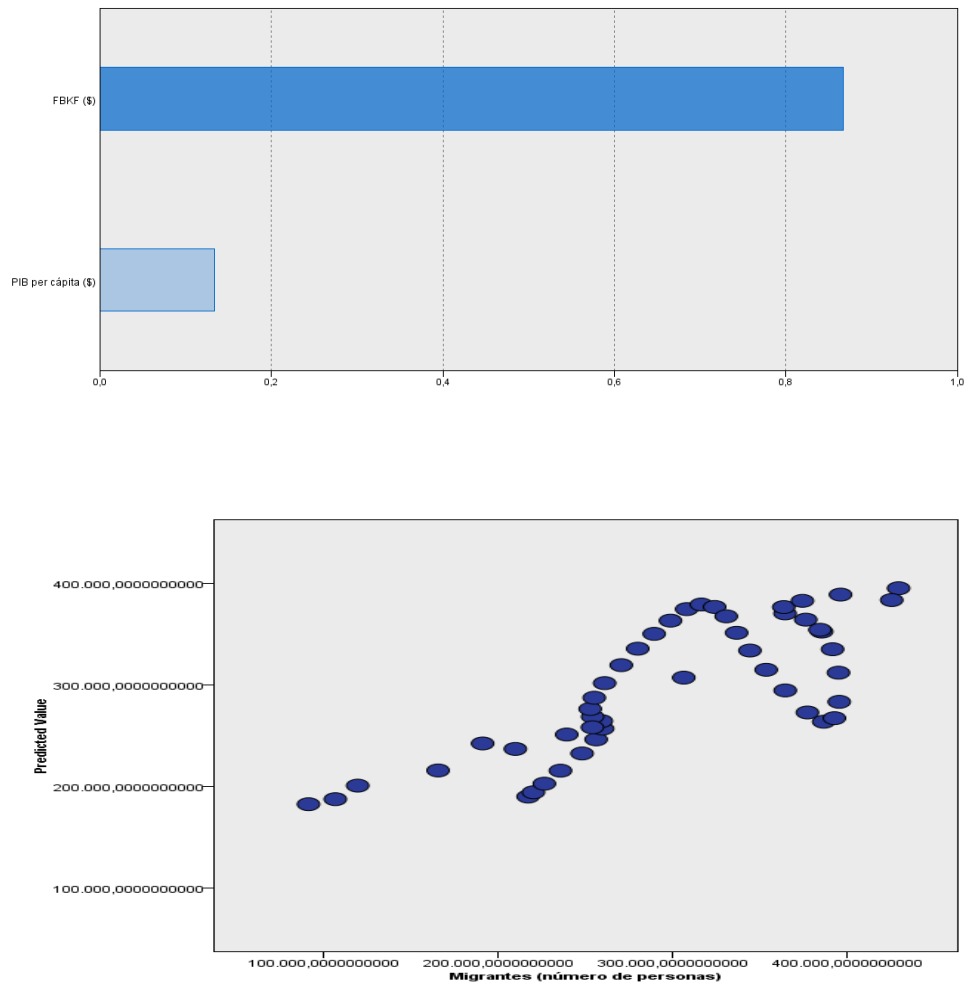 FBKF ($)
PIB per cápita ($)
0,0 0,2 0,4 0,6 0,8 1,0
400.000,0000000000
300.000,0000000000
200.000,0000000000
100.000,0000000000
Predicted Value
100.000,0000000000 200.000,0000000000 300.000,0000000000 400.000,0000000000
Migrantes (número de personas)